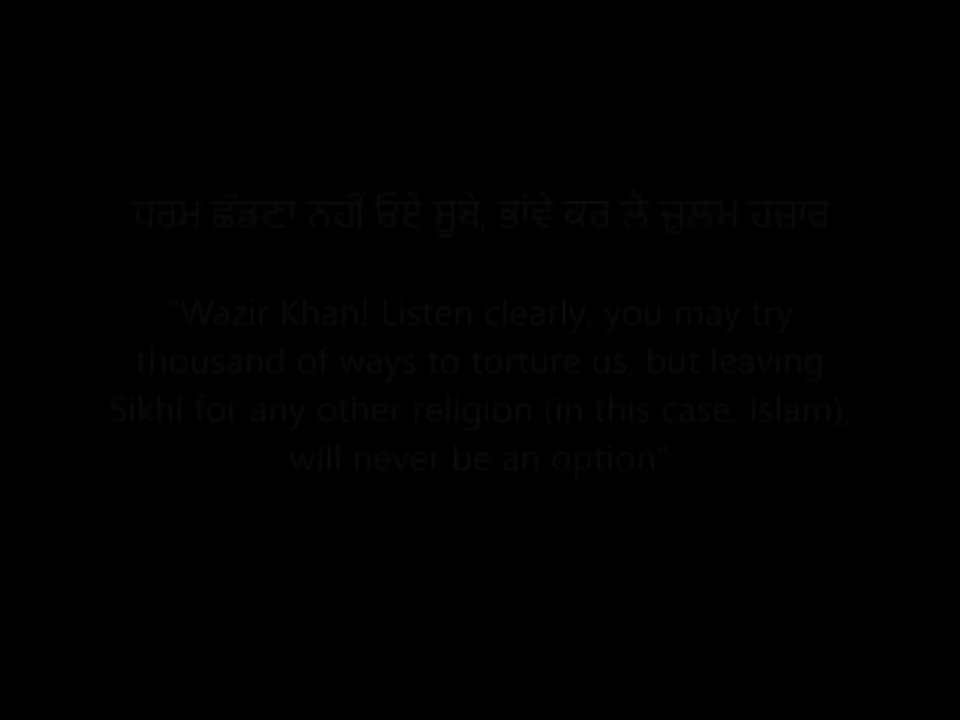 ਧਰਮ ਛੱਡਣਾ ਨਹੀਂ ਓਏ ਸੂਬੇ, ਭਾਂਵੇ ਕਰ ਲੈ ਜ਼ੁਲਮ ਹਜ਼ਾਰ
"Wazir Khan! Listen clearly, you may try
thousand of ways to torture us, but leaving
Sikhi for any other religion (in this case, Islam),
will never be an option"